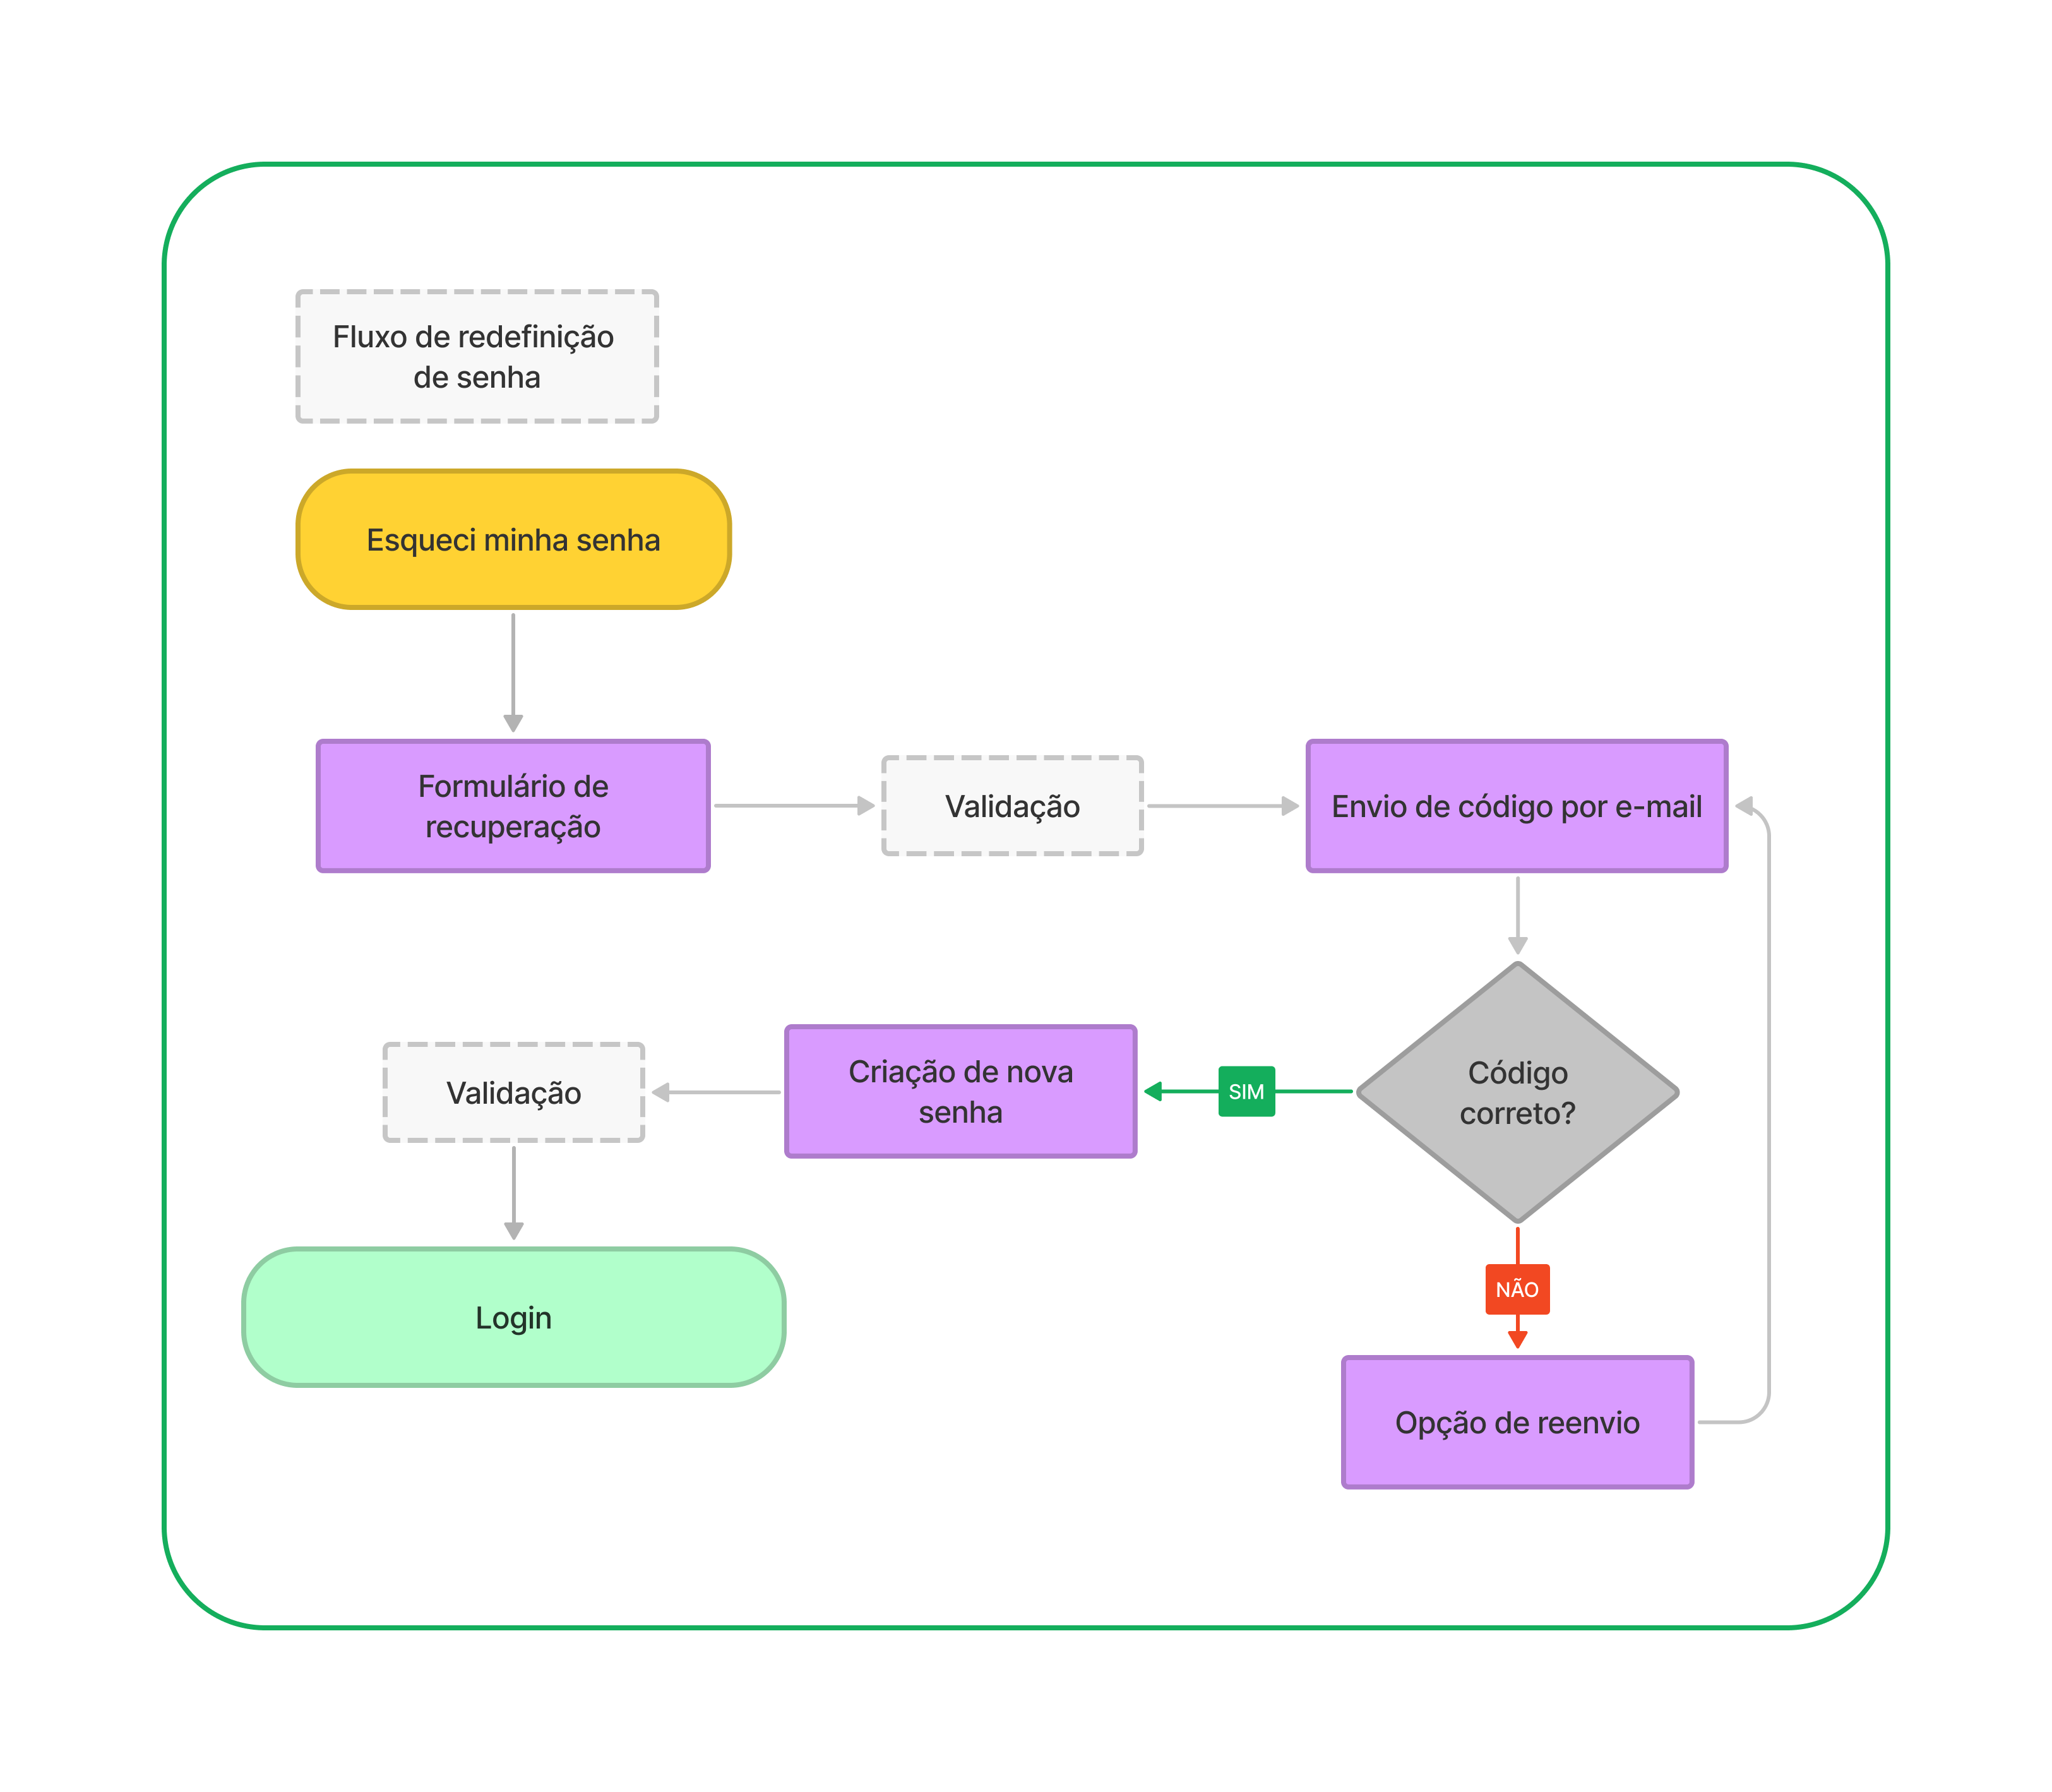 Fluxo de redefinição
de senha
Esqueci minha senha
Formulário de
recuperação
Validação
Envio de código por e-mail
Código
correto?
SIM
Criação de nova
senha
Validação
Login
NÃO
Opção de reenvio